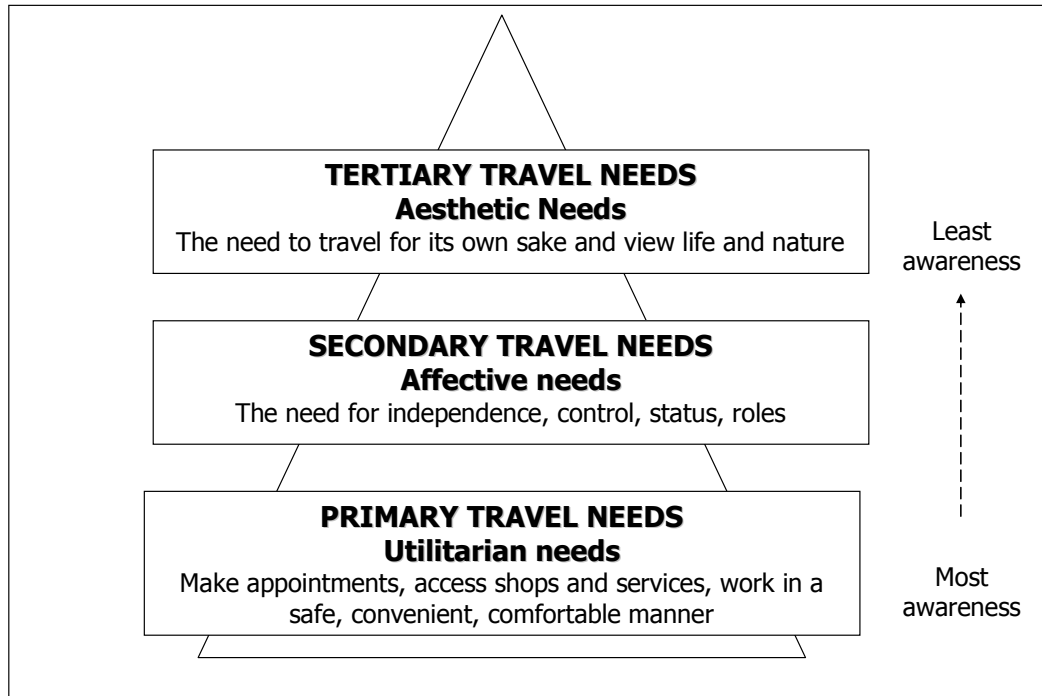 TERTIARY TRAVEL NEEDS
Aesthetic Needs
The need to travel for its own sake and view life and nature
Least
awareness
SECONDARY TRAVEL NEEDS
Affective needs
The need for independence, control, status, roles
PRIMARY TRAVEL NEEDS
Utilitarian needs
Make appointments, access shops and services, work in a
safe, convenient, comfortable manner
Most
awareness